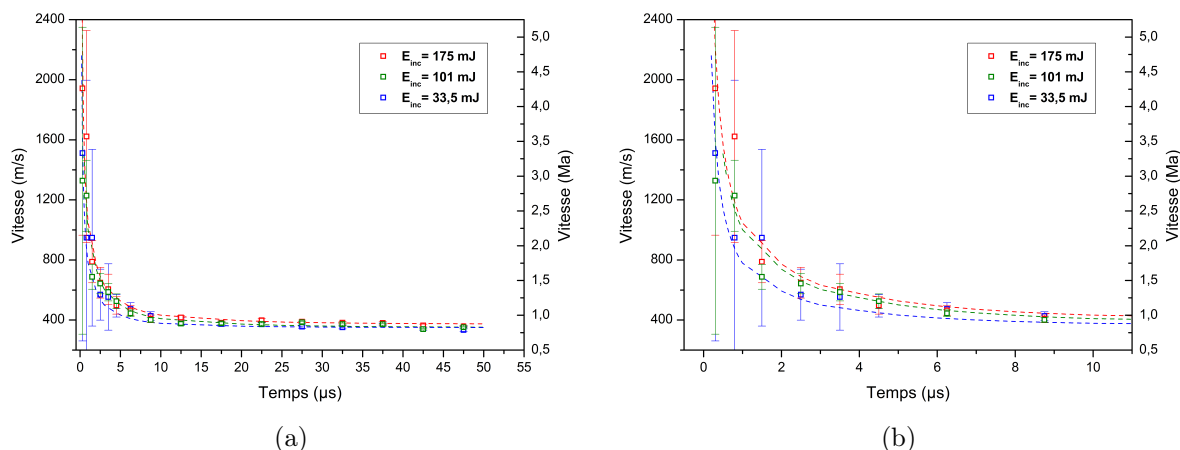 2400
2000
1600
1200
800
400
Vitesse (m/s)
5,0
4,5
4,0
3,5
3,0
2,5
2,0
1,5
1,0
0,5
Vitesse (Ma)
E_inc = 175 mJ
E_inc = 101 mJ
E_inc = 33,5 mJ
0 5 10 15 20 25 30 35 40 45 50 55
Temps (µs)
(a)
2400
2000
1600
1200
800
400
Vitesse (m/s)
5,0
4,5
4,0
3,5
3,0
2,5
2,0
1,5
1,0
0,5
Vitesse (Ma)
E_inc = 175 mJ
E_inc = 101 mJ
E_inc = 33,5 mJ
0 2 4 6 8 10
Temps (µs)
(b)